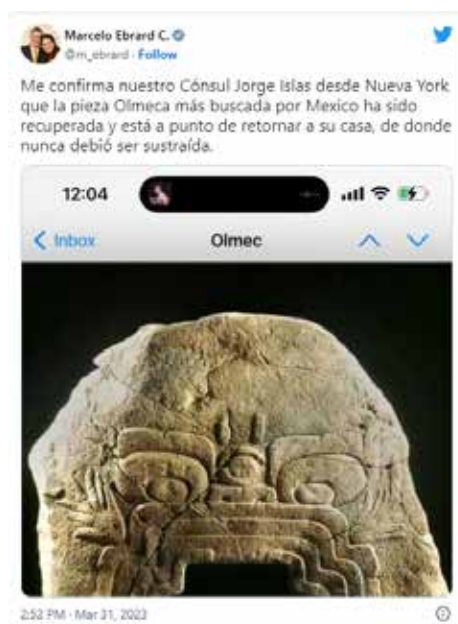 Marcelo Ebrard C.
@m_ebrard · Follow
Me confirma nuestro Cónsul Jorge Islas desde Nueva York
que la pieza Olmeca más buscada por Mexico ha sido
recuperada y está a punto de retornar a su casa, de donde
nunca debió ser sustraída.
12:04
Inbox
Olmec
2:52 PM · Mar 31, 2023